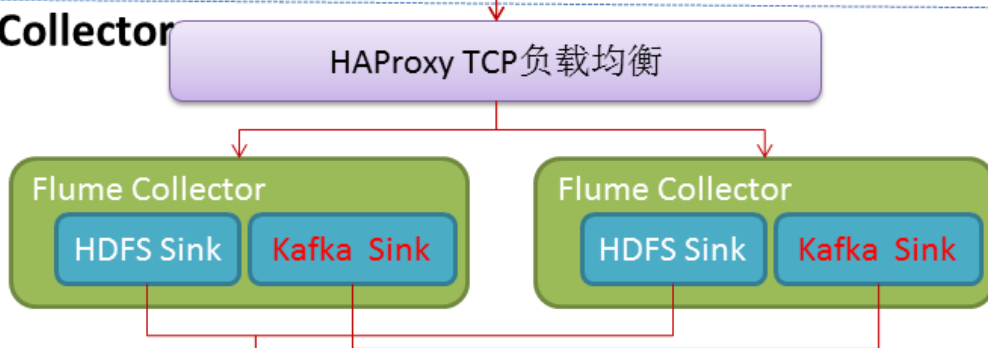 Collector
HAProxy TCP负载均衡
Flume Collector
HDFS Sink
Kafka Sink
Flume Collector
HDFS Sink
Kafka Sink